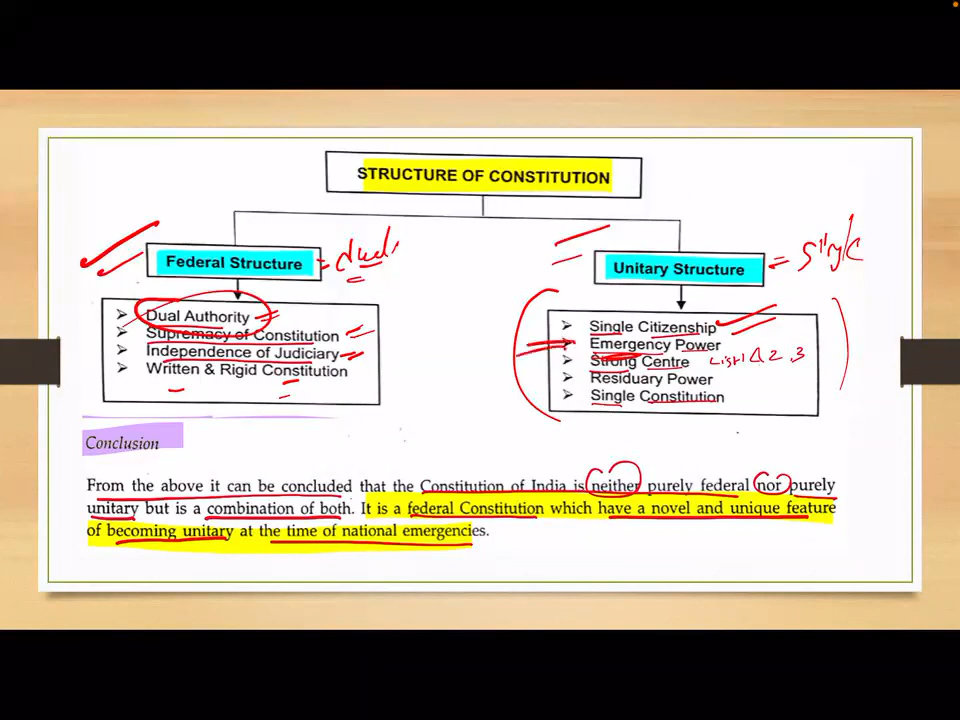 STRUCTURE OF CONSTITUTION
Federal Structure
= dual
Dual Authority
Supremacy of Constitution
Independence of Judiciary
Written & Rigid Constitution
Unitary Structure
= single
Single Citizenship
Emergency Power
Strong Centre
List 1 & 2, 3
Residuary Power
Single Constitution
Conclusion
From the above it can be concluded that the Constitution of India is neither purely federal nor purely
unitary but is a combination of both. It is a federal Constitution which have a novel and unique feature
of becoming unitary at the time of national emergencies.